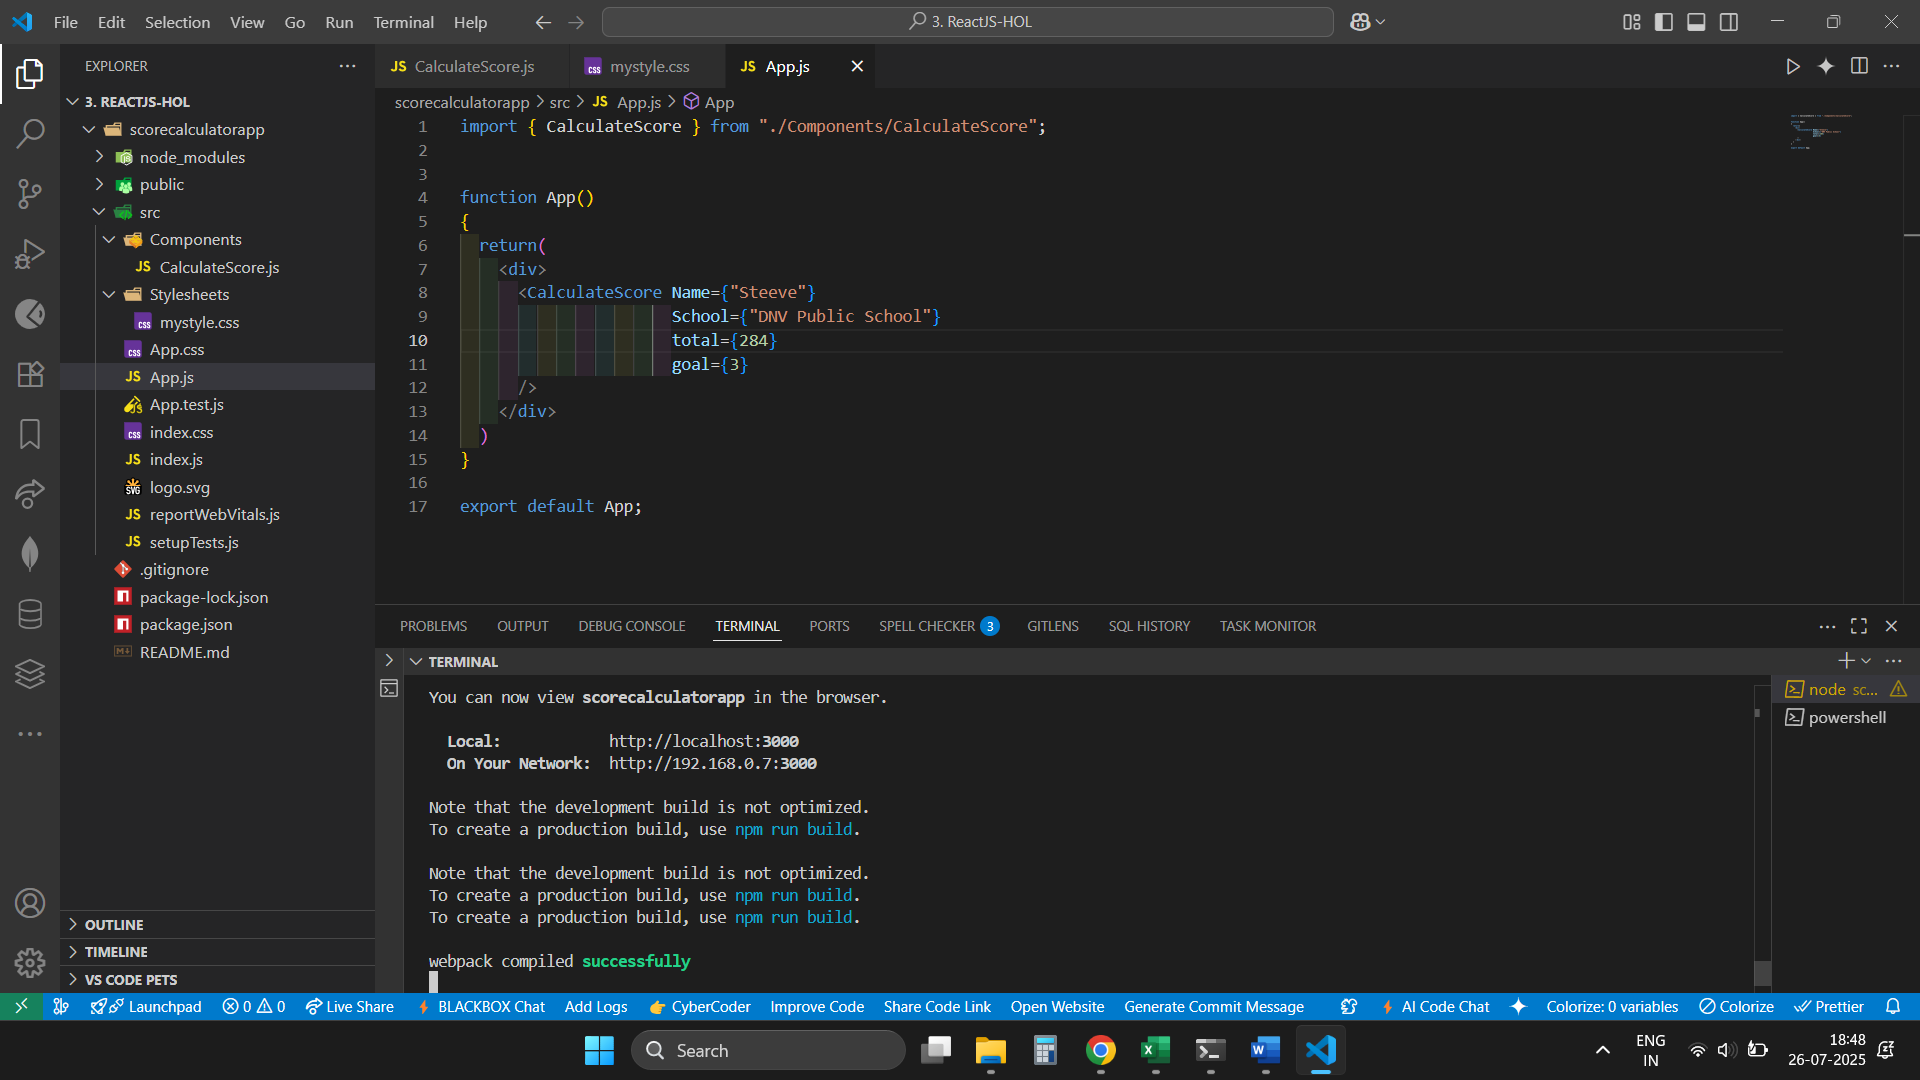 File Edit Selection View Go Run Terminal Help
3. ReactJS-HOL
EXPLORER
3. REACTJS-HOL
scorecalculatorapp
node_modules
public
src
Components
JS CalculateScore.js
Stylesheets
css mystyle.css
css App.css
JS App.js
App.test.js
css index.css
JS index.js
SVG logo.svg
JS reportWebVitals.js
JS setupTests.js
.gitignore
package-lock.json
package.json
README.md
OUTLINE
TIMELINE
VS CODE PETS
JS CalculateScore.js
css mystyle.css
JS App.js
scorecalculatorapp > src > JS App.js > App
1 import { CalculateScore } from "./Components/CalculateScore";
2
3
4 function App()
5 {
6 return(
7 <div>
8 <CalculateScore Name={"Steeve"}
9 School={"DNV Public School"}
10 total={284}
11 goal={3}
12 />
13 </div>
14 )
15 }
16
17 export default App;
PROBLEMS OUTPUT DEBUG CONSOLE TERMINAL PORTS SPELL CHECKER 3 GITLENS SQL HISTORY TASK MONITOR
TERMINAL
You can now view scorecalculatorapp in the browser.
Local: http://localhost:3000
On Your Network: http://192.168.0.7:3000
Note that the development build is not optimized.
To create a production build, use npm run build.
Note that the development build is not optimized.
To create a production build, use npm run build.
To create a production build, use npm run build.
webpack compiled successfully
node sc...
powershell
Launchpad 0 0 Live Share BLACKBOX Chat Add Logs CyberCoder Improve Code Share Code Link Open Website Generate Commit Message AI Code Chat Colorize: 0 variables Colorize Prettier
Search
ENG
IN
18:48
26-07-2025